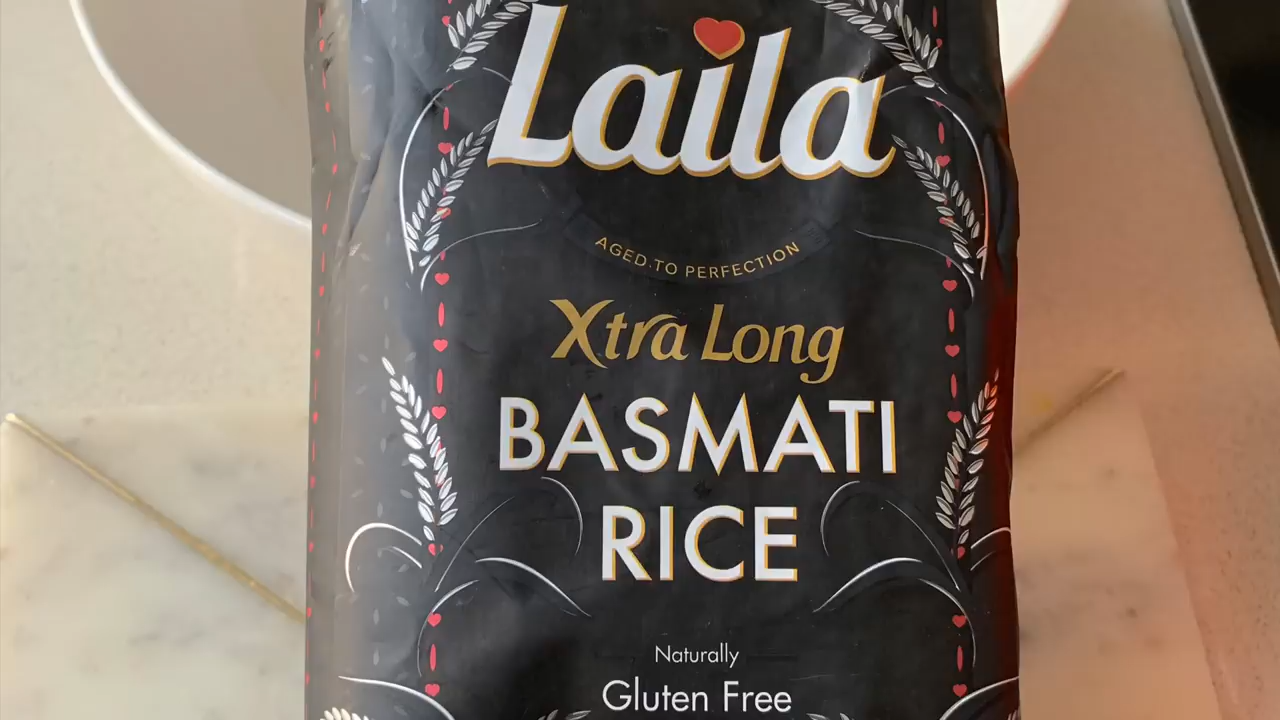 Laila
AGED TO PERFECTION
Xtra Long
BASMATI
RICE
Naturally
Gluten Free